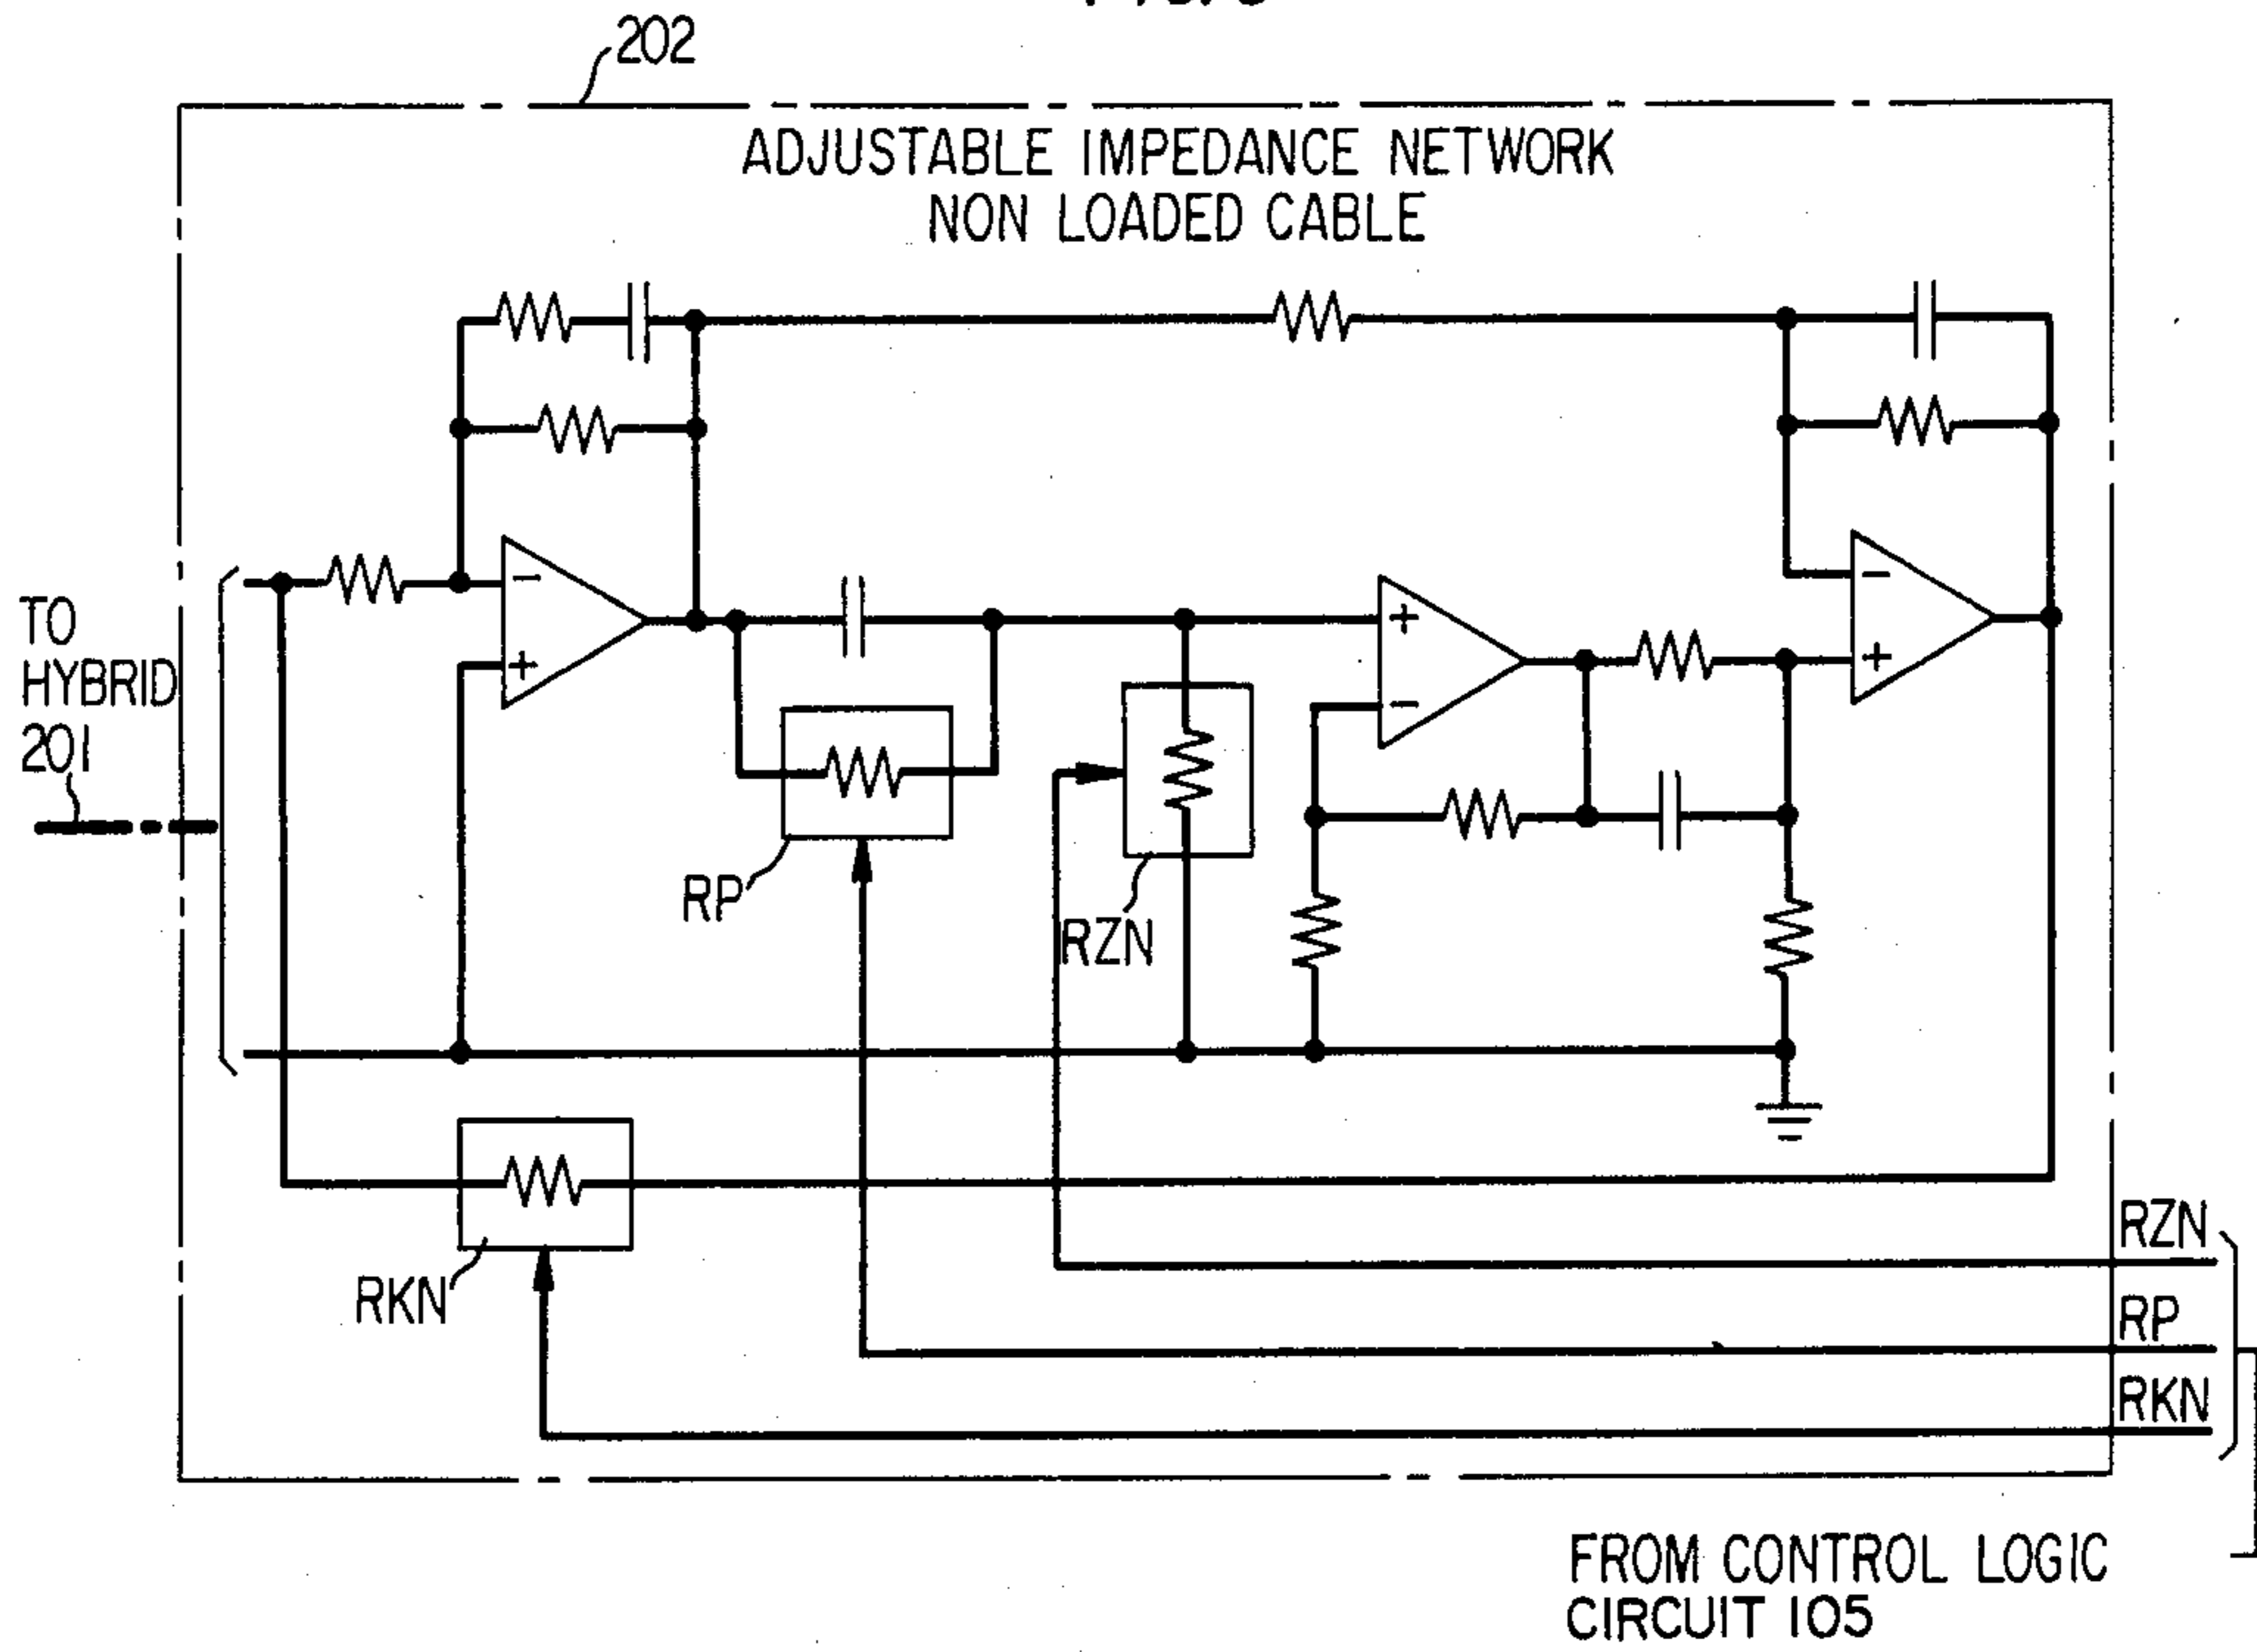 202
ADJUSTABLE IMPEDANCE NETWORK
NON LOADED CABLE
TO
HYBRID
201
RP
RZN
RKN
RZN
RP
RKN
FROM CONTROL LOGIC
CIRCUIT 105